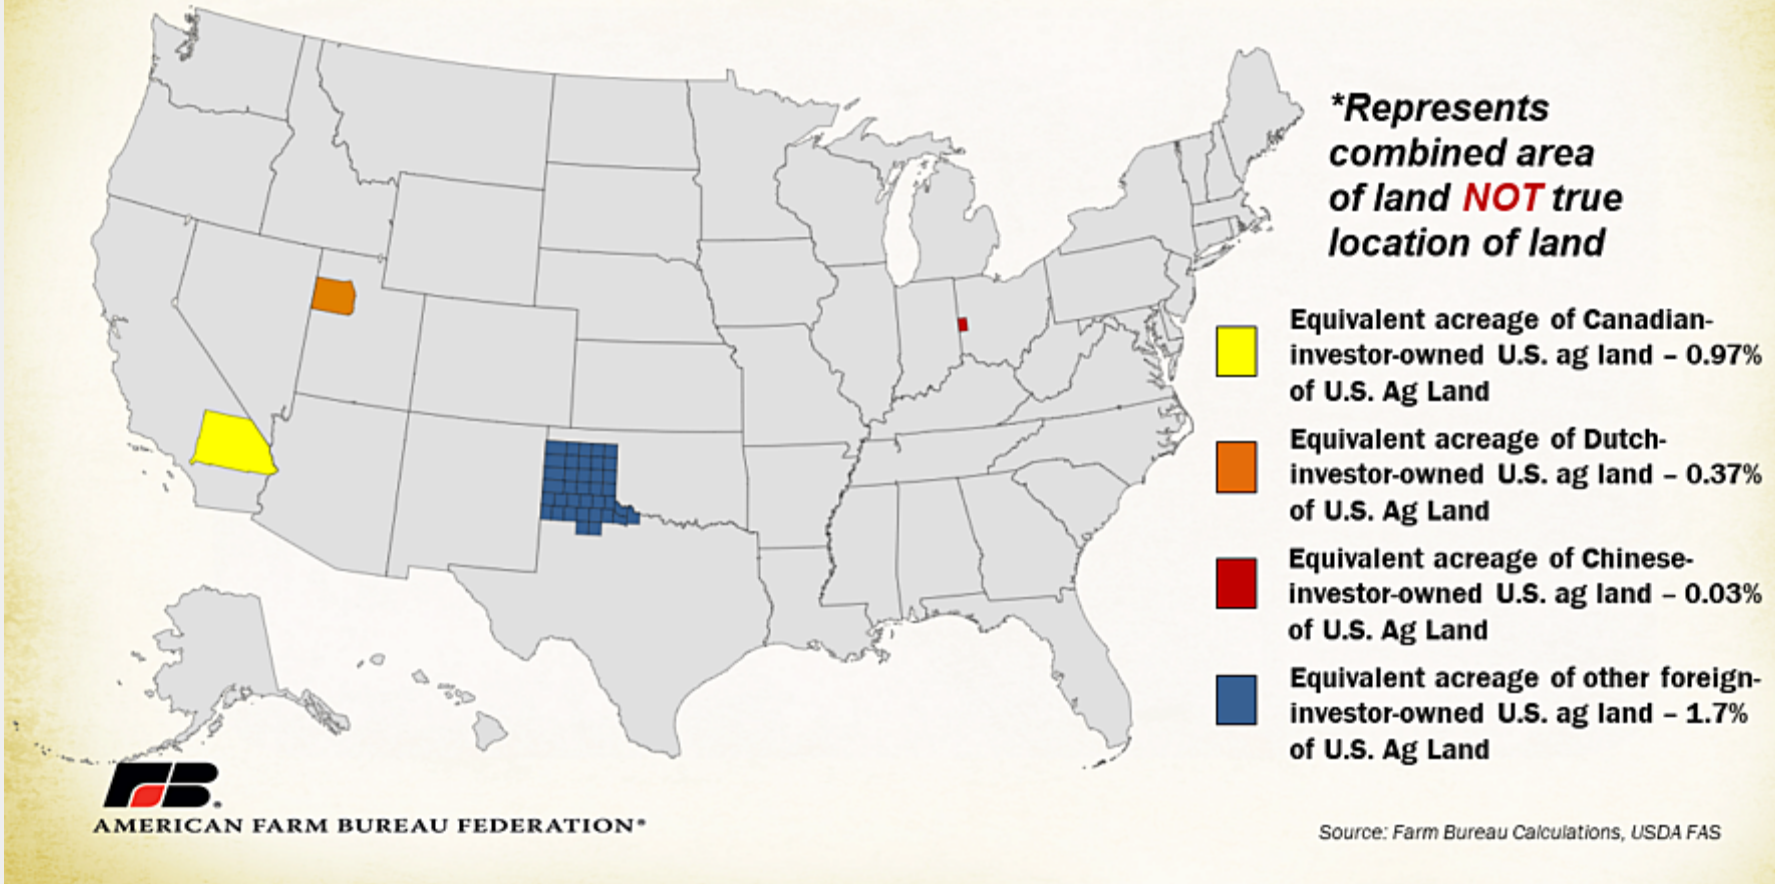 *Represents
combined area
of land NOT true
location of land
Equivalent acreage of Canadian-
investor-owned U.S. ag land – 0.97%
of U.S. Ag Land
Equivalent acreage of Dutch-
investor-owned U.S. ag land – 0.37%
of U.S. Ag Land
Equivalent acreage of Chinese-
investor-owned U.S. ag land – 0.03%
of U.S. Ag Land
Equivalent acreage of other foreign-
investor-owned U.S. ag land – 1.7%
of U.S. Ag Land
FB®
AMERICAN FARM BUREAU FEDERATION®
Source: Farm Bureau Calculations, USDA FAS